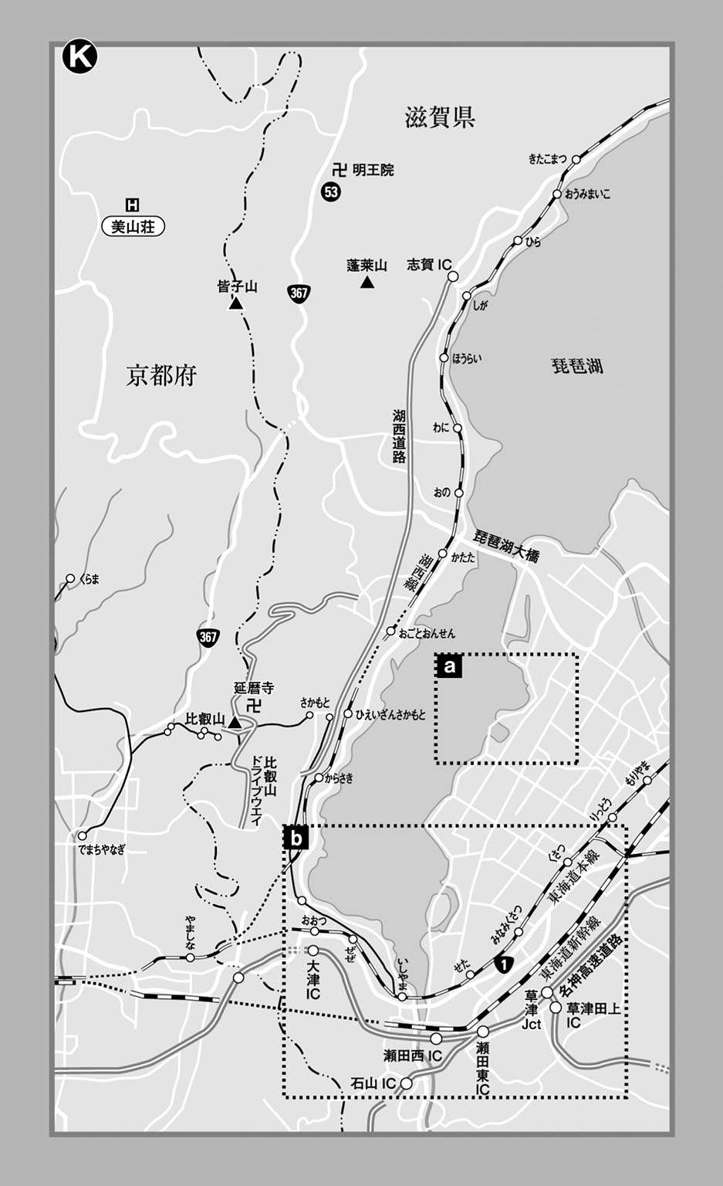 K
滋賀県
きたこまつ
卍 明王院
53
おうみまいこ
H
美山荘
ひら
蓬莱山
志賀 IC
皆子山
367
しが
ほうらい
琵琶湖
京都府
湖西道路
わに
おの
琵琶湖大橋
かたた
湖西線
くらま
おごとおんせん
367
a
延暦寺
卍
さかもと
比叡山
ひえいざんさかもと
比叡山
ドライブウエイ
からさき
もりやま
りっとう
b
でまちやなぎ
くさつ
東海道本線
やましな
おおつ
ぜぜ
みなみくさつ
東海道新幹線
名神高速道路
大津
IC
いしやま
せた
1
草津
Jct
草津田上
IC
瀬田西 IC
瀬田東
IC
石山 IC